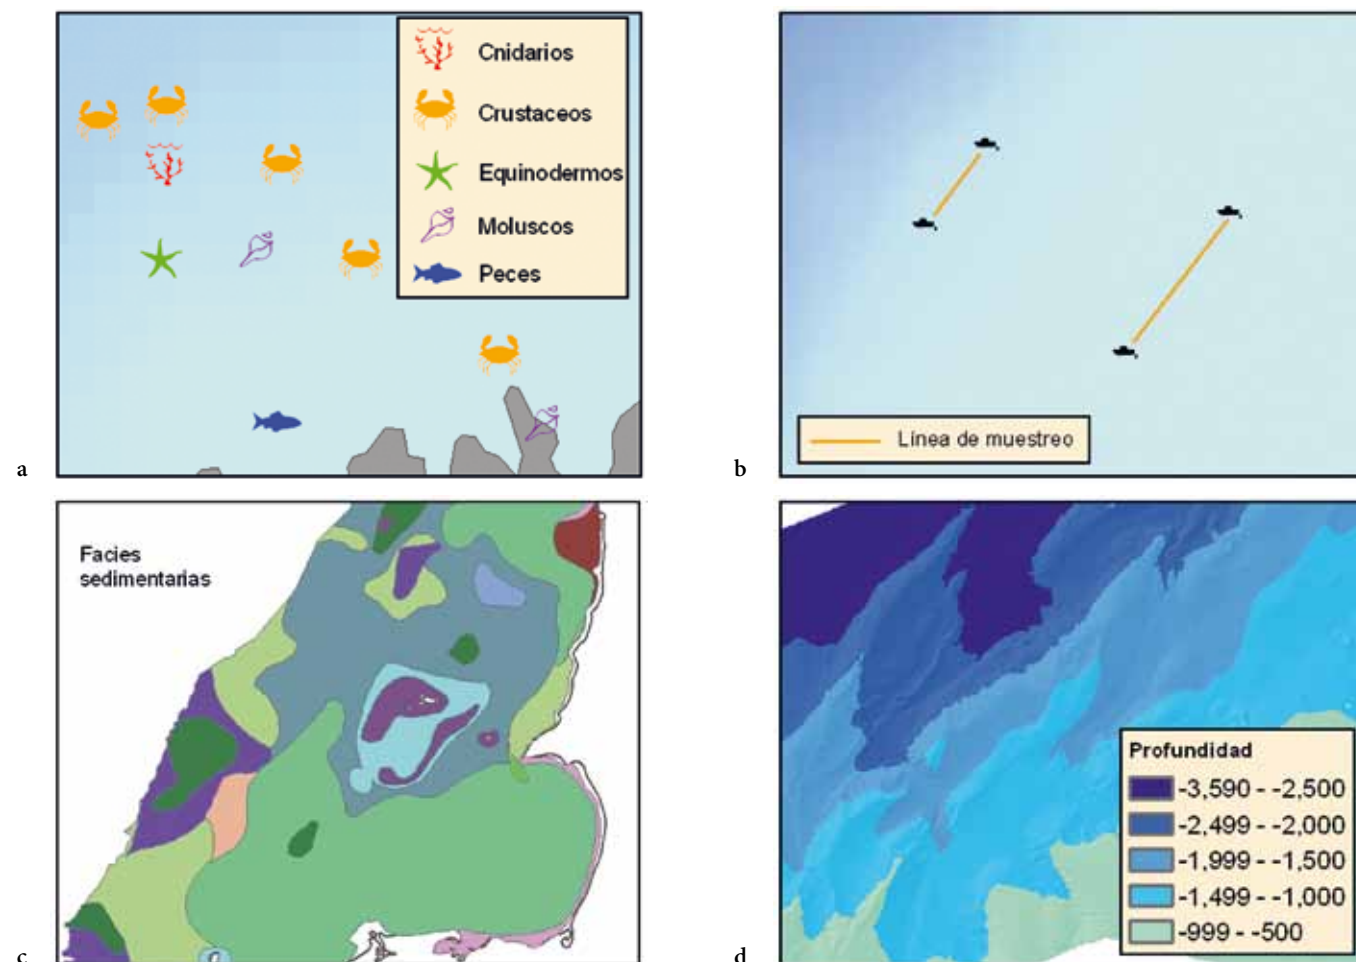 Cnidarios
Crustaceos
Equinodermos
Moluscos
Peces
a
Línea de muestreo
b
Facies
sedimentarias
c
Profundidad
-3,590 - -2,500
-2,499 - -2,000
-1,999 - -1,500
-1,499 - -1,000
-999 - -500
d